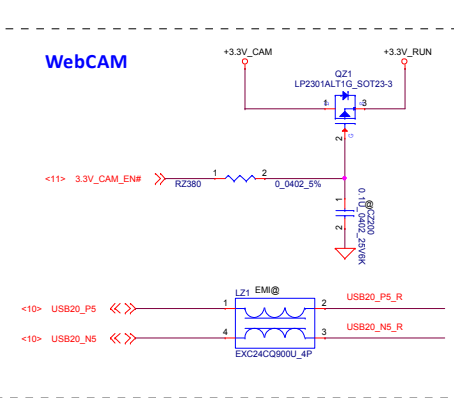 WebCAM
+3.3V_CAM
+3.3V_RUN
QZ1
LP2301ALT1G_SOT23-3
1
3
2
<11> 3.3V_CAM_EN#
RZ380
1
2
0_0402_5%
1
2
@CZ200
0.1U_0402_25V6K
LZ1 EMI@
<10> USB20_P5
1
2
USB20_P5_R
<10> USB20_N5
4
3
USB20_N5_R
EXC24CQ900U_4P